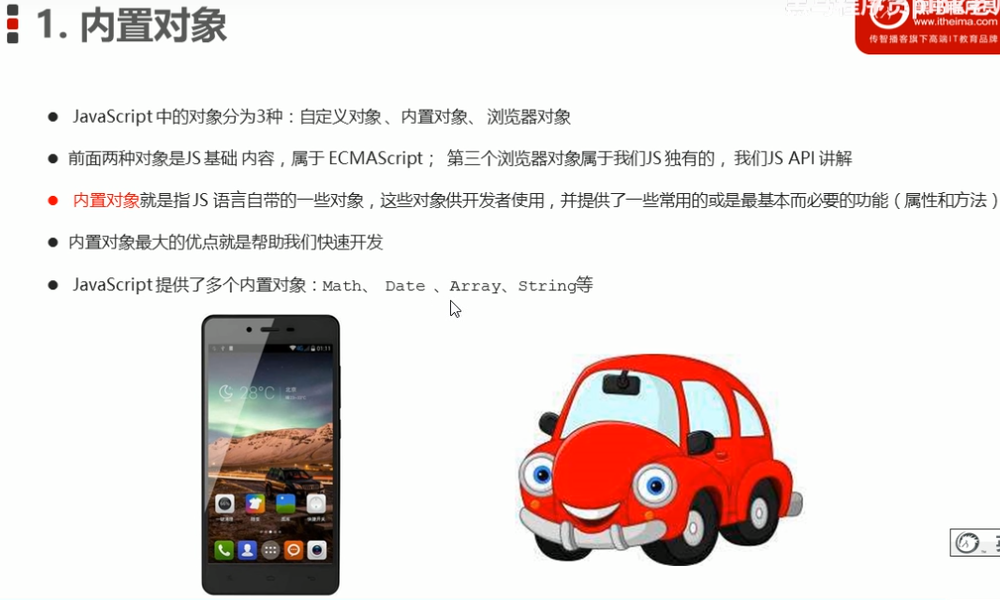 1. 内置对象
www.itheima.com
传智播客旗下高端IT教育品牌
JavaScript 中的对象分为3种：自定义对象 、内置对象、 浏览器对象
前面两种对象是JS 基础 内容，属于 ECMAScript； 第三个浏览器对象属于我们JS 独有的， 我们JS API 讲解
内置对象就是指 JS 语言自带的一些对象，这些对象供开发者使用，并提供了一些常用的或是最基本而必要的功能（属性和方法）
内置对象最大的优点就是帮助我们快速开发
JavaScript 提供了多个内置对象：Math、 Date 、Array、String等
01:11
28°C